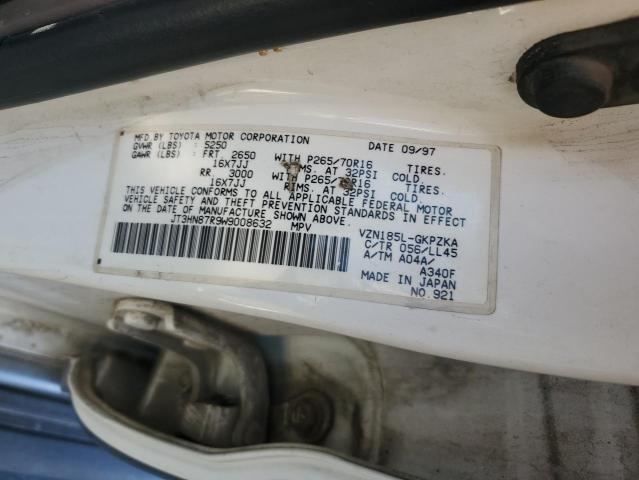 MFD.BY TOYOTA MOTOR CORPORATION DATE 09/97
GVWR (LBS) : 5250
GAWR (LBS) : FRT. 2650 WITH P265/70R16 TIRES.
16X7JJ RIMS. AT 32PSI COLD.
RR. 3000 WITH P265/70R16 TIRES.
16X7JJ RIMS. AT 32PSI COLD.
THIS VEHICLE CONFORMS TO ALL APPLICABLE FEDERAL MOTOR
VEHICLE SAFETY AND THEFT PREVENTION STANDARDS IN EFFECT
ON THE DATE OF MANUFACTURE SHOWN ABOVE.
JT3HN87R9W9008632 MPV VZN185L-GKPZKA
C/TR 056/LL45
A/TM A04A/
A340F
MADE IN JAPAN
NO.921